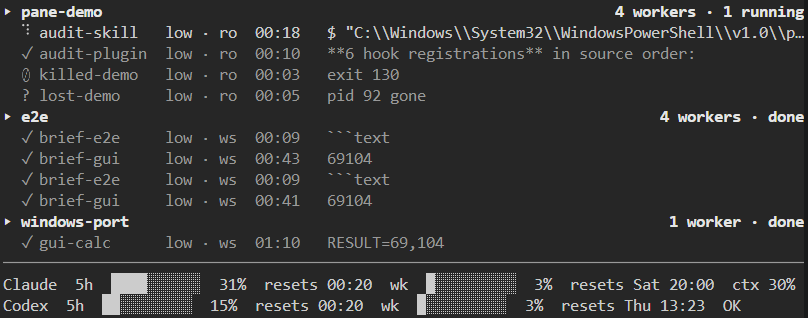 ▸ pane-demo 4 workers · 1 running
⠹ audit-skill low · ro 00:18 $ "C:\\Windows\\System32\\WindowsPowerShell\\v1.0\\p…
✓ audit-plugin low · ro 00:10 **6 hook registrations** in source order:
⊘ killed-demo low · ro 00:03 exit 130
? lost-demo low · ro 00:05 pid 92 gone
▸ e2e 4 workers · done
✓ brief-e2e low · ws 00:09 ```text
✓ brief-gui low · ws 00:43 69104
✓ brief-e2e low · ws 00:09 ```text
✓ brief-gui low · ws 00:41 69104
▸ windows-port 1 worker · done
✓ gui-calc low · ws 01:10 RESULT=69,104
Claude 5h 31% resets 00:20 wk 3% resets Sat 20:00 ctx 30%
Codex 5h 15% resets 00:20 wk 3% resets Thu 13:23 OK